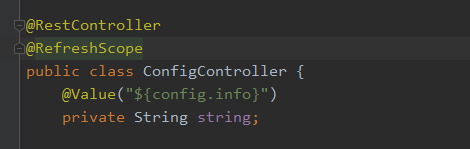 @RestController
@RefreshScope
public class ConfigController {
    @Value("${config.info}")
    private String string;